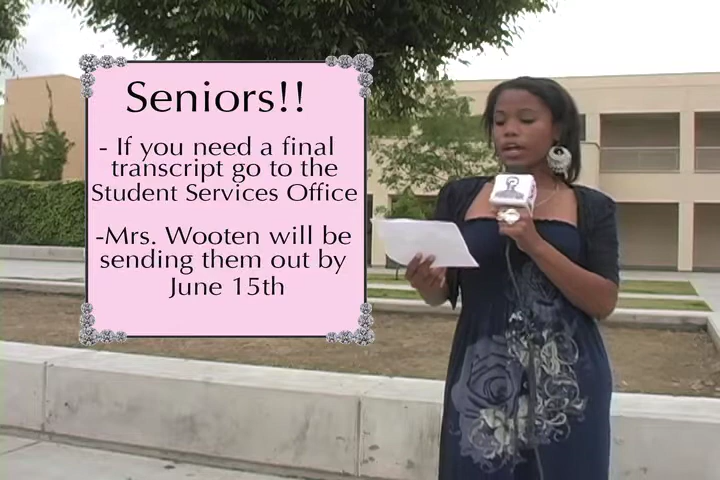 Seniors!!
- If you need a final
transcript go to the
Student Services Office
-Mrs. Wooten will be
sending them out by
June 15th